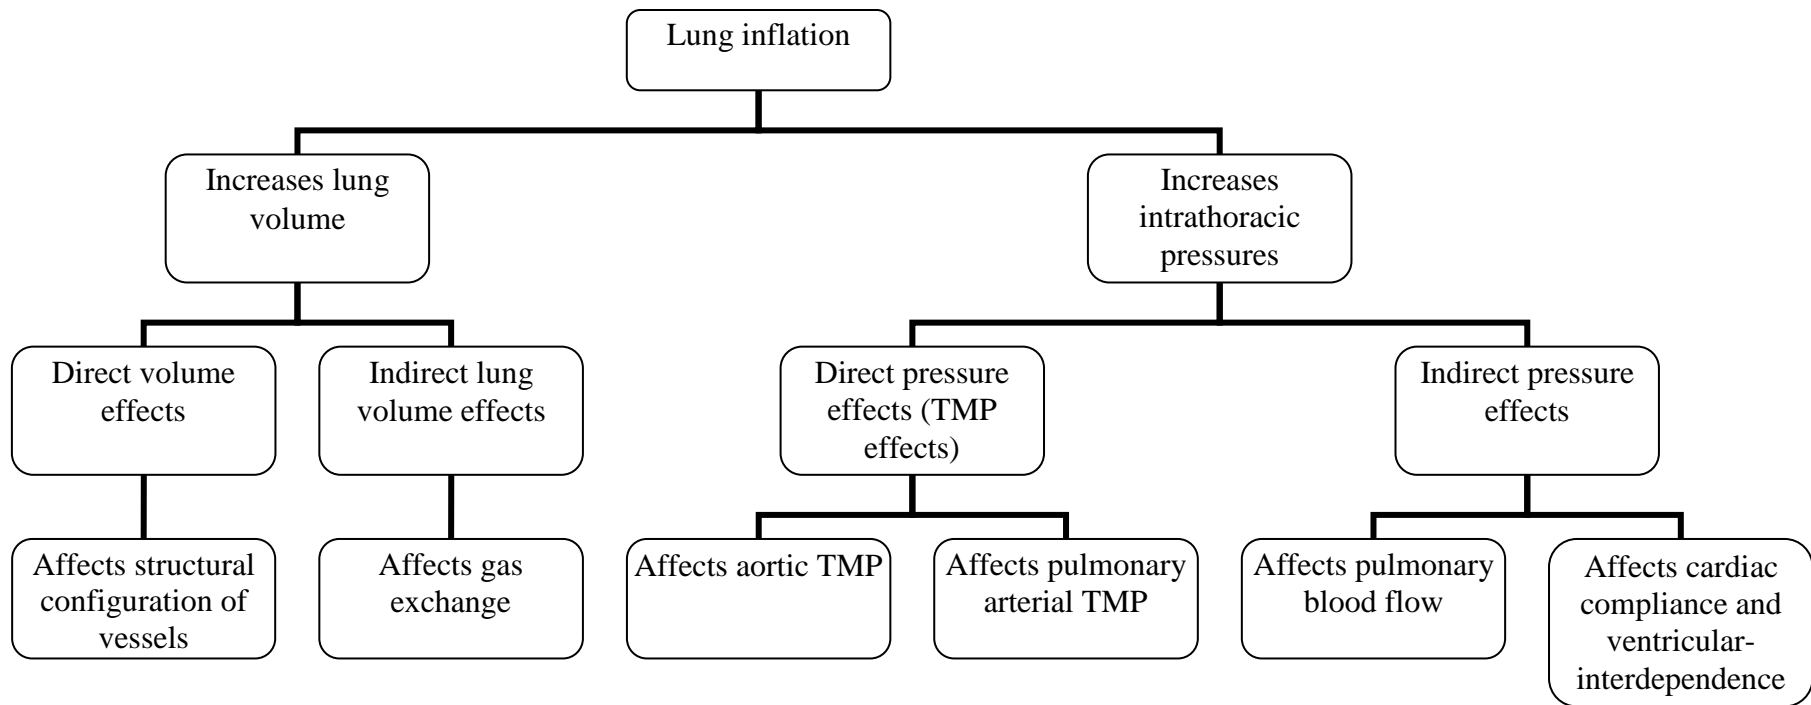 Lung inflation
Increases lung
volume
Increases
intrathoracic
pressures
Direct volume
effects
Indirect lung
volume effects
Direct pressure
effects (TMP
effects)
Indirect pressure
effects
Affects structural
configuration of
vessels
Affects gas
exchange
Affects aortic TMP
Affects pulmonary
arterial TMP
Affects pulmonary
blood flow
Affects cardiac
compliance and
ventricular-
interdependence